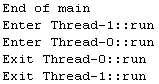 End of main
Enter Thread-1::run
Enter Thread-0::run
Exit Thread-0::run
Exit Thread-1::run